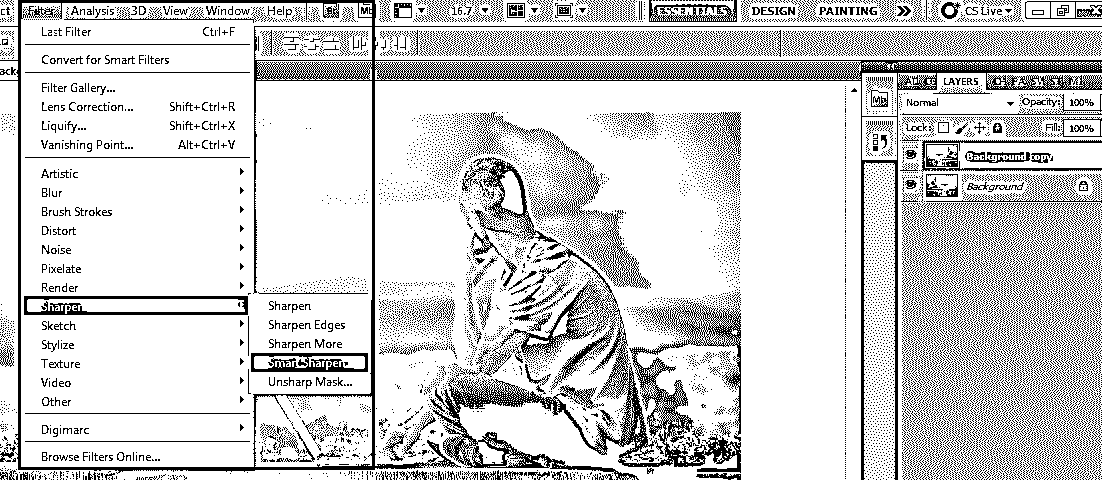 ct Filter Analysis 3D View Window Help Br Mb 16.7 ESSENTIALS DESIGN PAINTING CS Live
Last Filter Ctrl+F
Convert for Smart Filters
Filter Gallery...
Lens Correction... Shift+Ctrl+R
Liquify... Shift+Ctrl+X
Vanishing Point... Alt+Ctrl+V
Artistic
Blur
Brush Strokes
Distort
Noise
Pixelate
Render
Sharpen
Sketch
Stylize
Texture
Video
Other
Digimarc
Browse Filters Online...
Sharpen
Sharpen Edges
Sharpen More
Smart Sharpen...
Unsharp Mask...
Mb
LAYERS
Normal Opacity: 100%
Lock: Fill: 100%
Background copy
Background